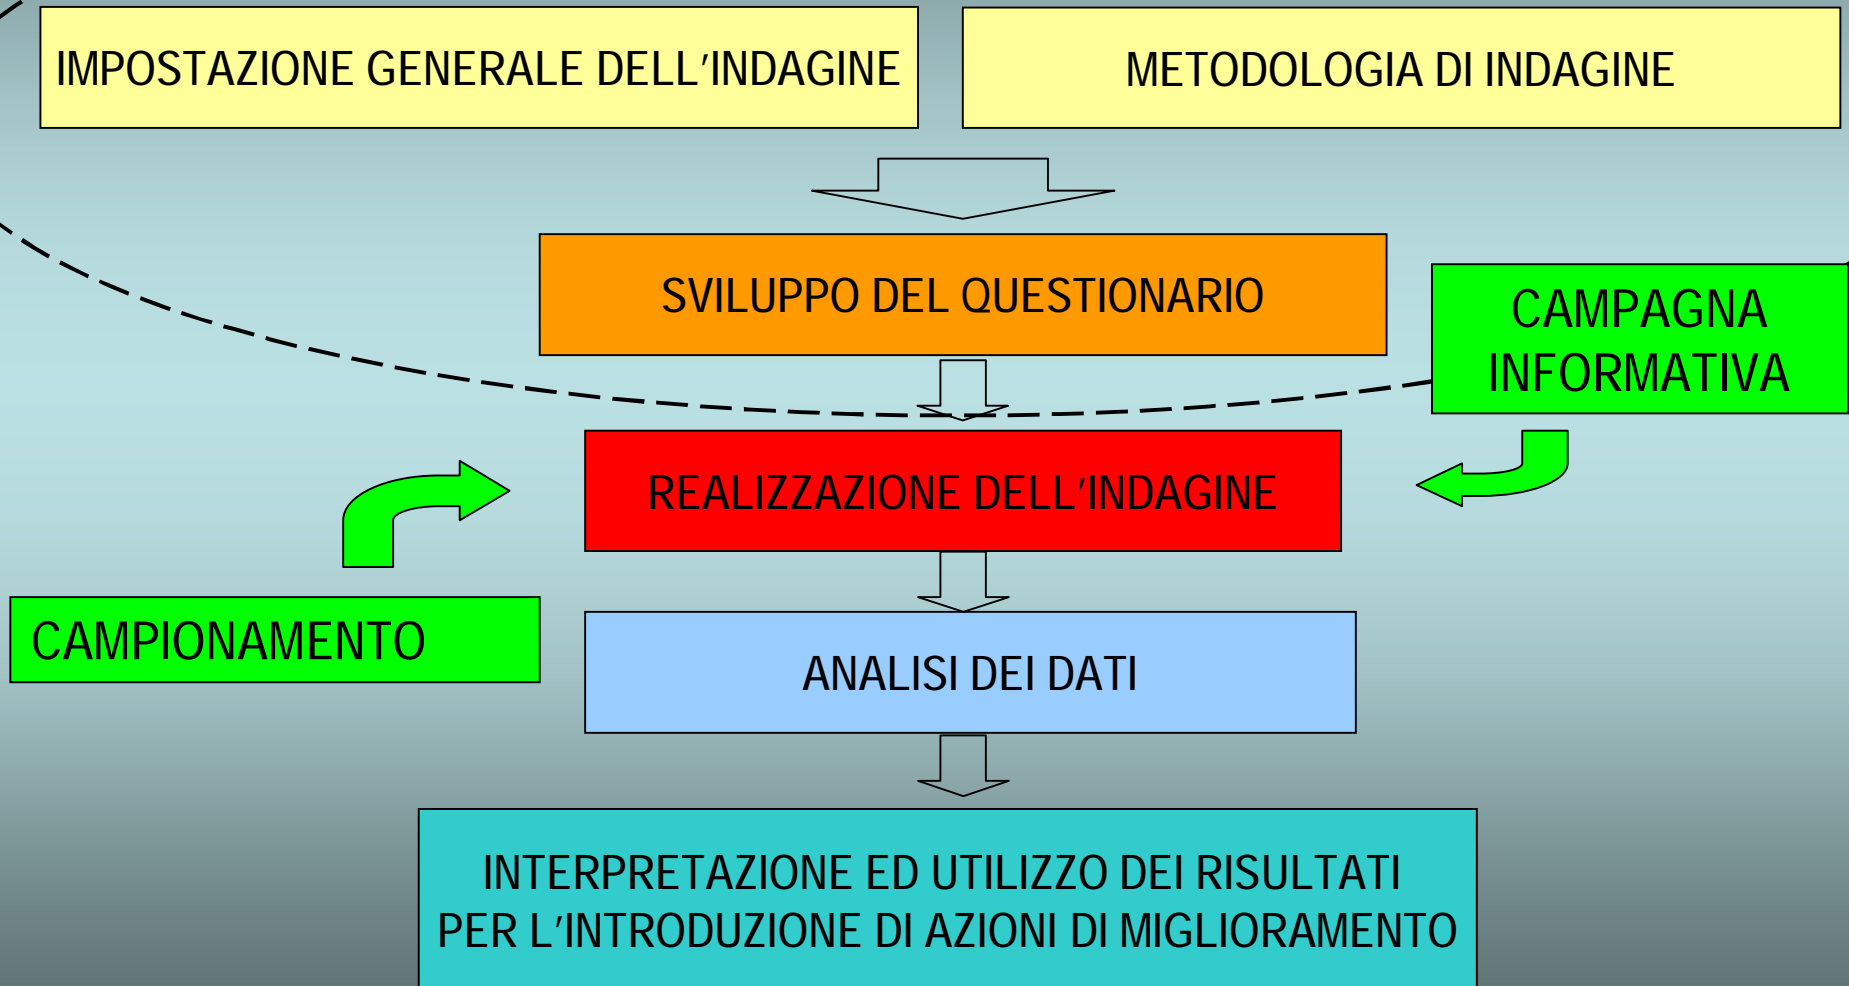 IMPOSTAZIONE GENERALE DELL'INDAGINE
METODOLOGIA DI INDAGINE
SVILUPPO DEL QUESTIONARIO
CAMPAGNA
INFORMATIVA
REALIZZAZIONE DELL'INDAGINE
CAMPIONAMENTO
ANALISI DEI DATI
INTERPRETAZIONE ED UTILIZZO DEI RISULTATI
PER L'INTRODUZIONE DI AZIONI DI MIGLIORAMENTO